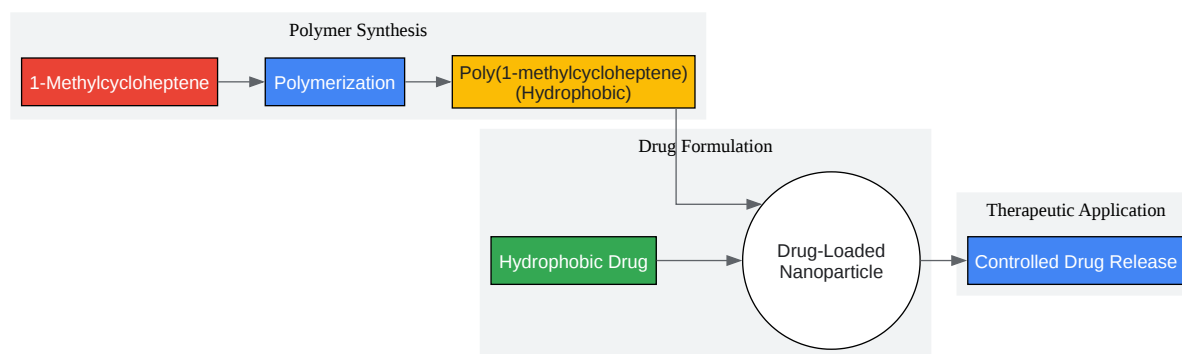 Polymer Synthesis
1-Methylcycloheptene
Polymerization
Poly(1-methylcycloheptene)
(Hydrophobic)
Drug Formulation
Hydrophobic Drug
Drug-Loaded
Nanoparticle
Therapeutic Application
Controlled Drug Release